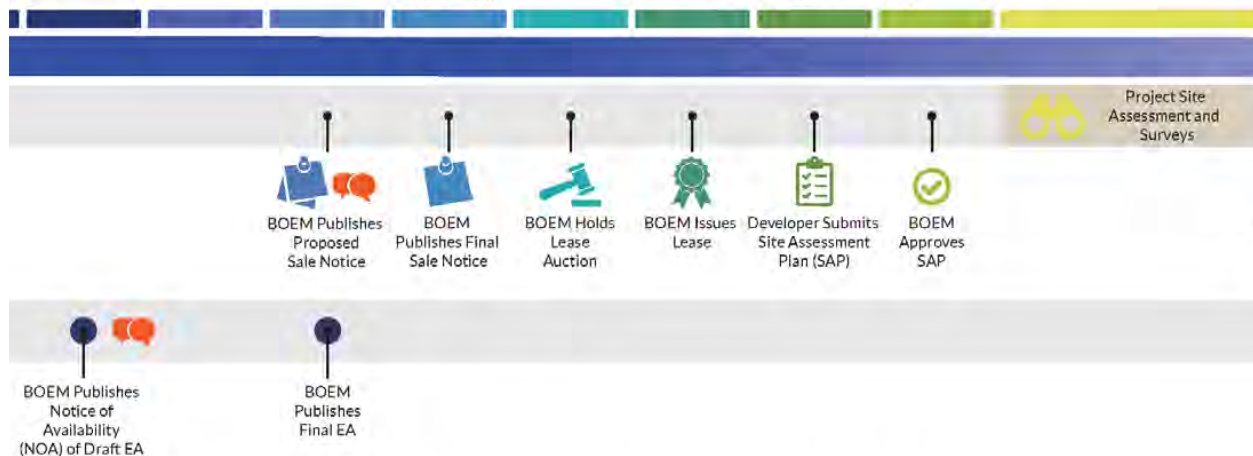 Project Site
Assessment and
Surveys
BOEM Publishes
Proposed
Sale Notice
BOEM
Publishes Final
Sale Notice
BOEM Holds
Lease
Auction
BOEM Issues
Lease
Developer Submits
Site Assessment
Plan (SAP)
BOEM
Approves
SAP
BOEM Publishes
Notice of
Availability
(NOA) of Draft EA
BOEM
Publishes
Final EA